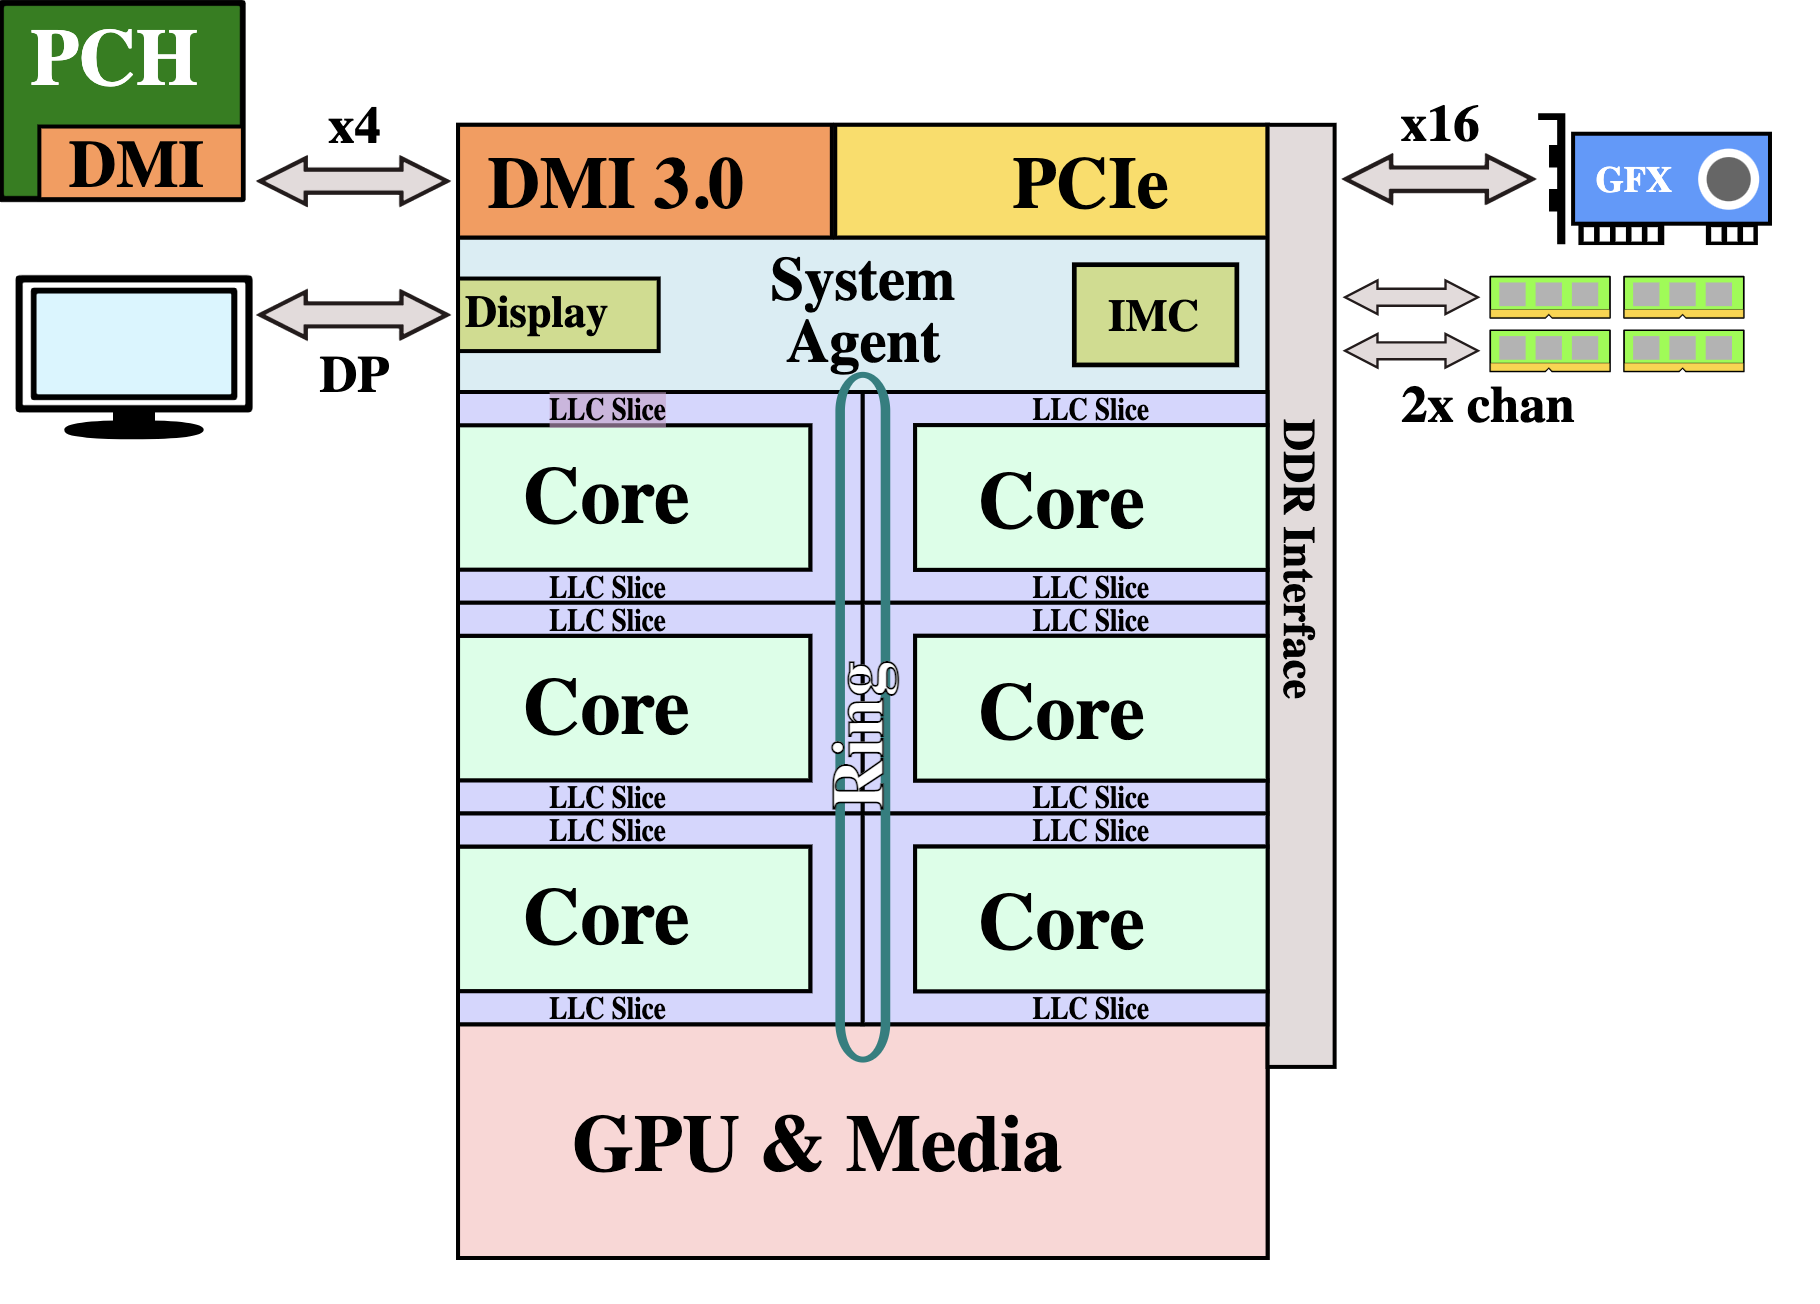 PCH
DMI
x4
DMI 3.0
PCIe
x16
GFX
Display
System
Agent
IMC
DP
2x chan
LLC Slice
LLC Slice
Core
Core
DDR Interface
LLC Slice
LLC Slice
LLC Slice
LLC Slice
Core
Core
Ring
LLC Slice
LLC Slice
LLC Slice
LLC Slice
Core
Core
LLC Slice
LLC Slice
GPU & Media